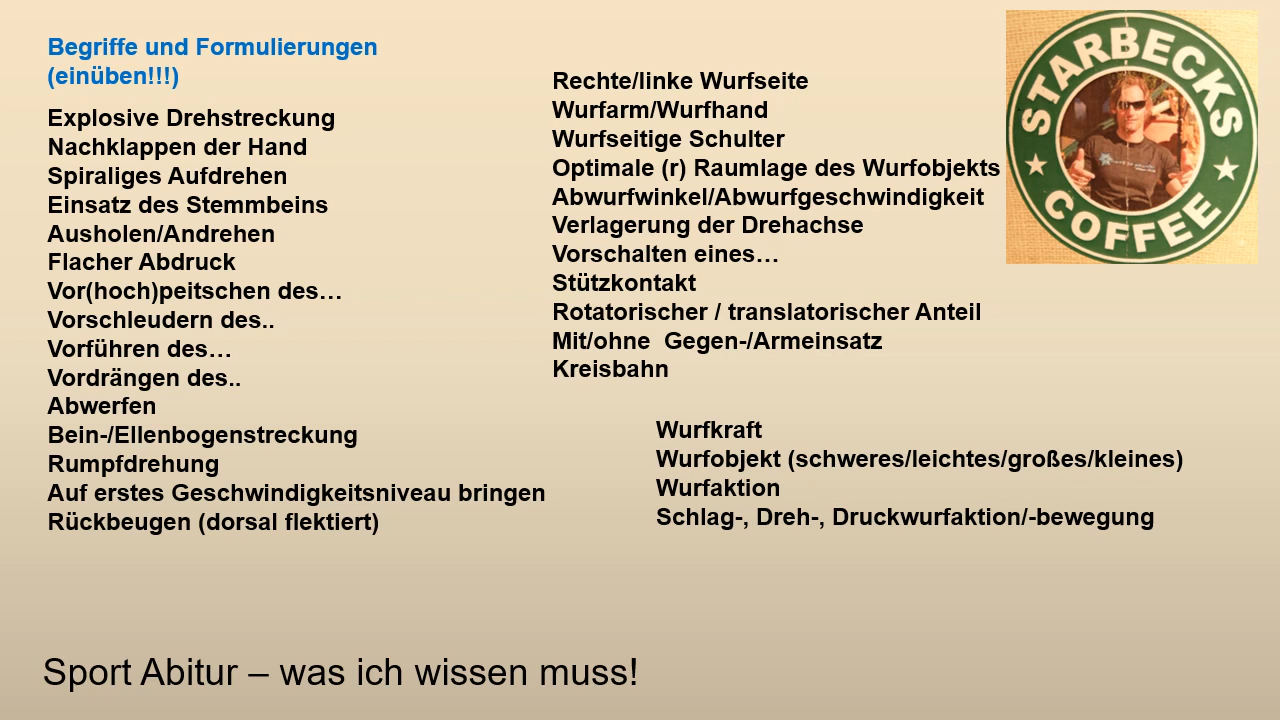 Begriffe und Formulierungen
(einüben!!!)
Explosive Drehstreckung
Nachklappen der Hand
Spiraliges Aufdrehen
Einsatz des Stemmbeins
Ausholen/Andrehen
Flacher Abdruck
Vor(hoch)peitschen des…
Vorschleudern des..
Vorführen des…
Vordrängen des..
Abwerfen
Bein-/Ellenbogenstreckung
Rumpfdrehung
Auf erstes Geschwindigkeitsniveau bringen
Rückbeugen (dorsal flektiert)
Rechte/linke Wurfseite
Wurfarm/Wurfhand
Wurfseitige Schulter
Optimale (r) Raumlage des Wurfobjekts
Abwurfwinkel/Abwurfgeschwindigkeit
Verlagerung der Drehachse
Vorschalten eines…
Stützkontakt
Rotatorischer / translatorischer Anteil
Mit/ohne  Gegen-/Armeinsatz
Kreisbahn
Wurfkraft
Wurfobjekt (schweres/leichtes/großes/kleines)
Wurfaktion
Schlag-, Dreh-, Druckwurfaktion/-bewegung
STARBECKS
COFFEE
Sport Abitur – was ich wissen muss!